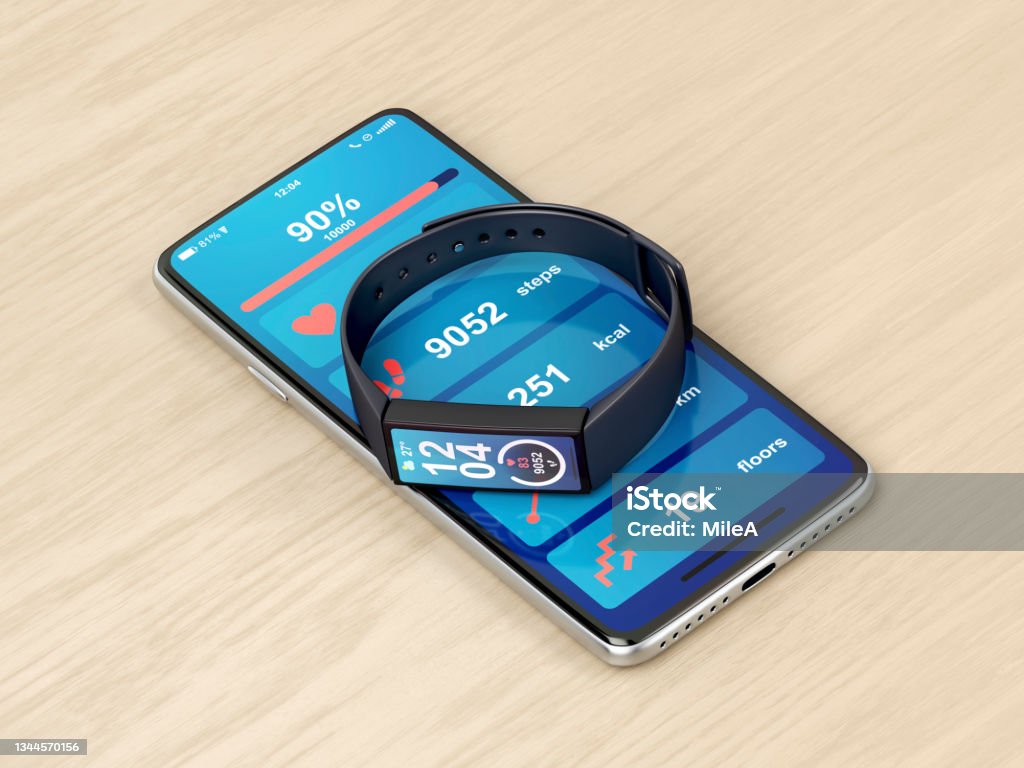 81%
12:04
90%
10000
9052 steps
251 kcal
km
floors
27°
12
04
83
9052
iStock™
Credit: MileA
1344570156